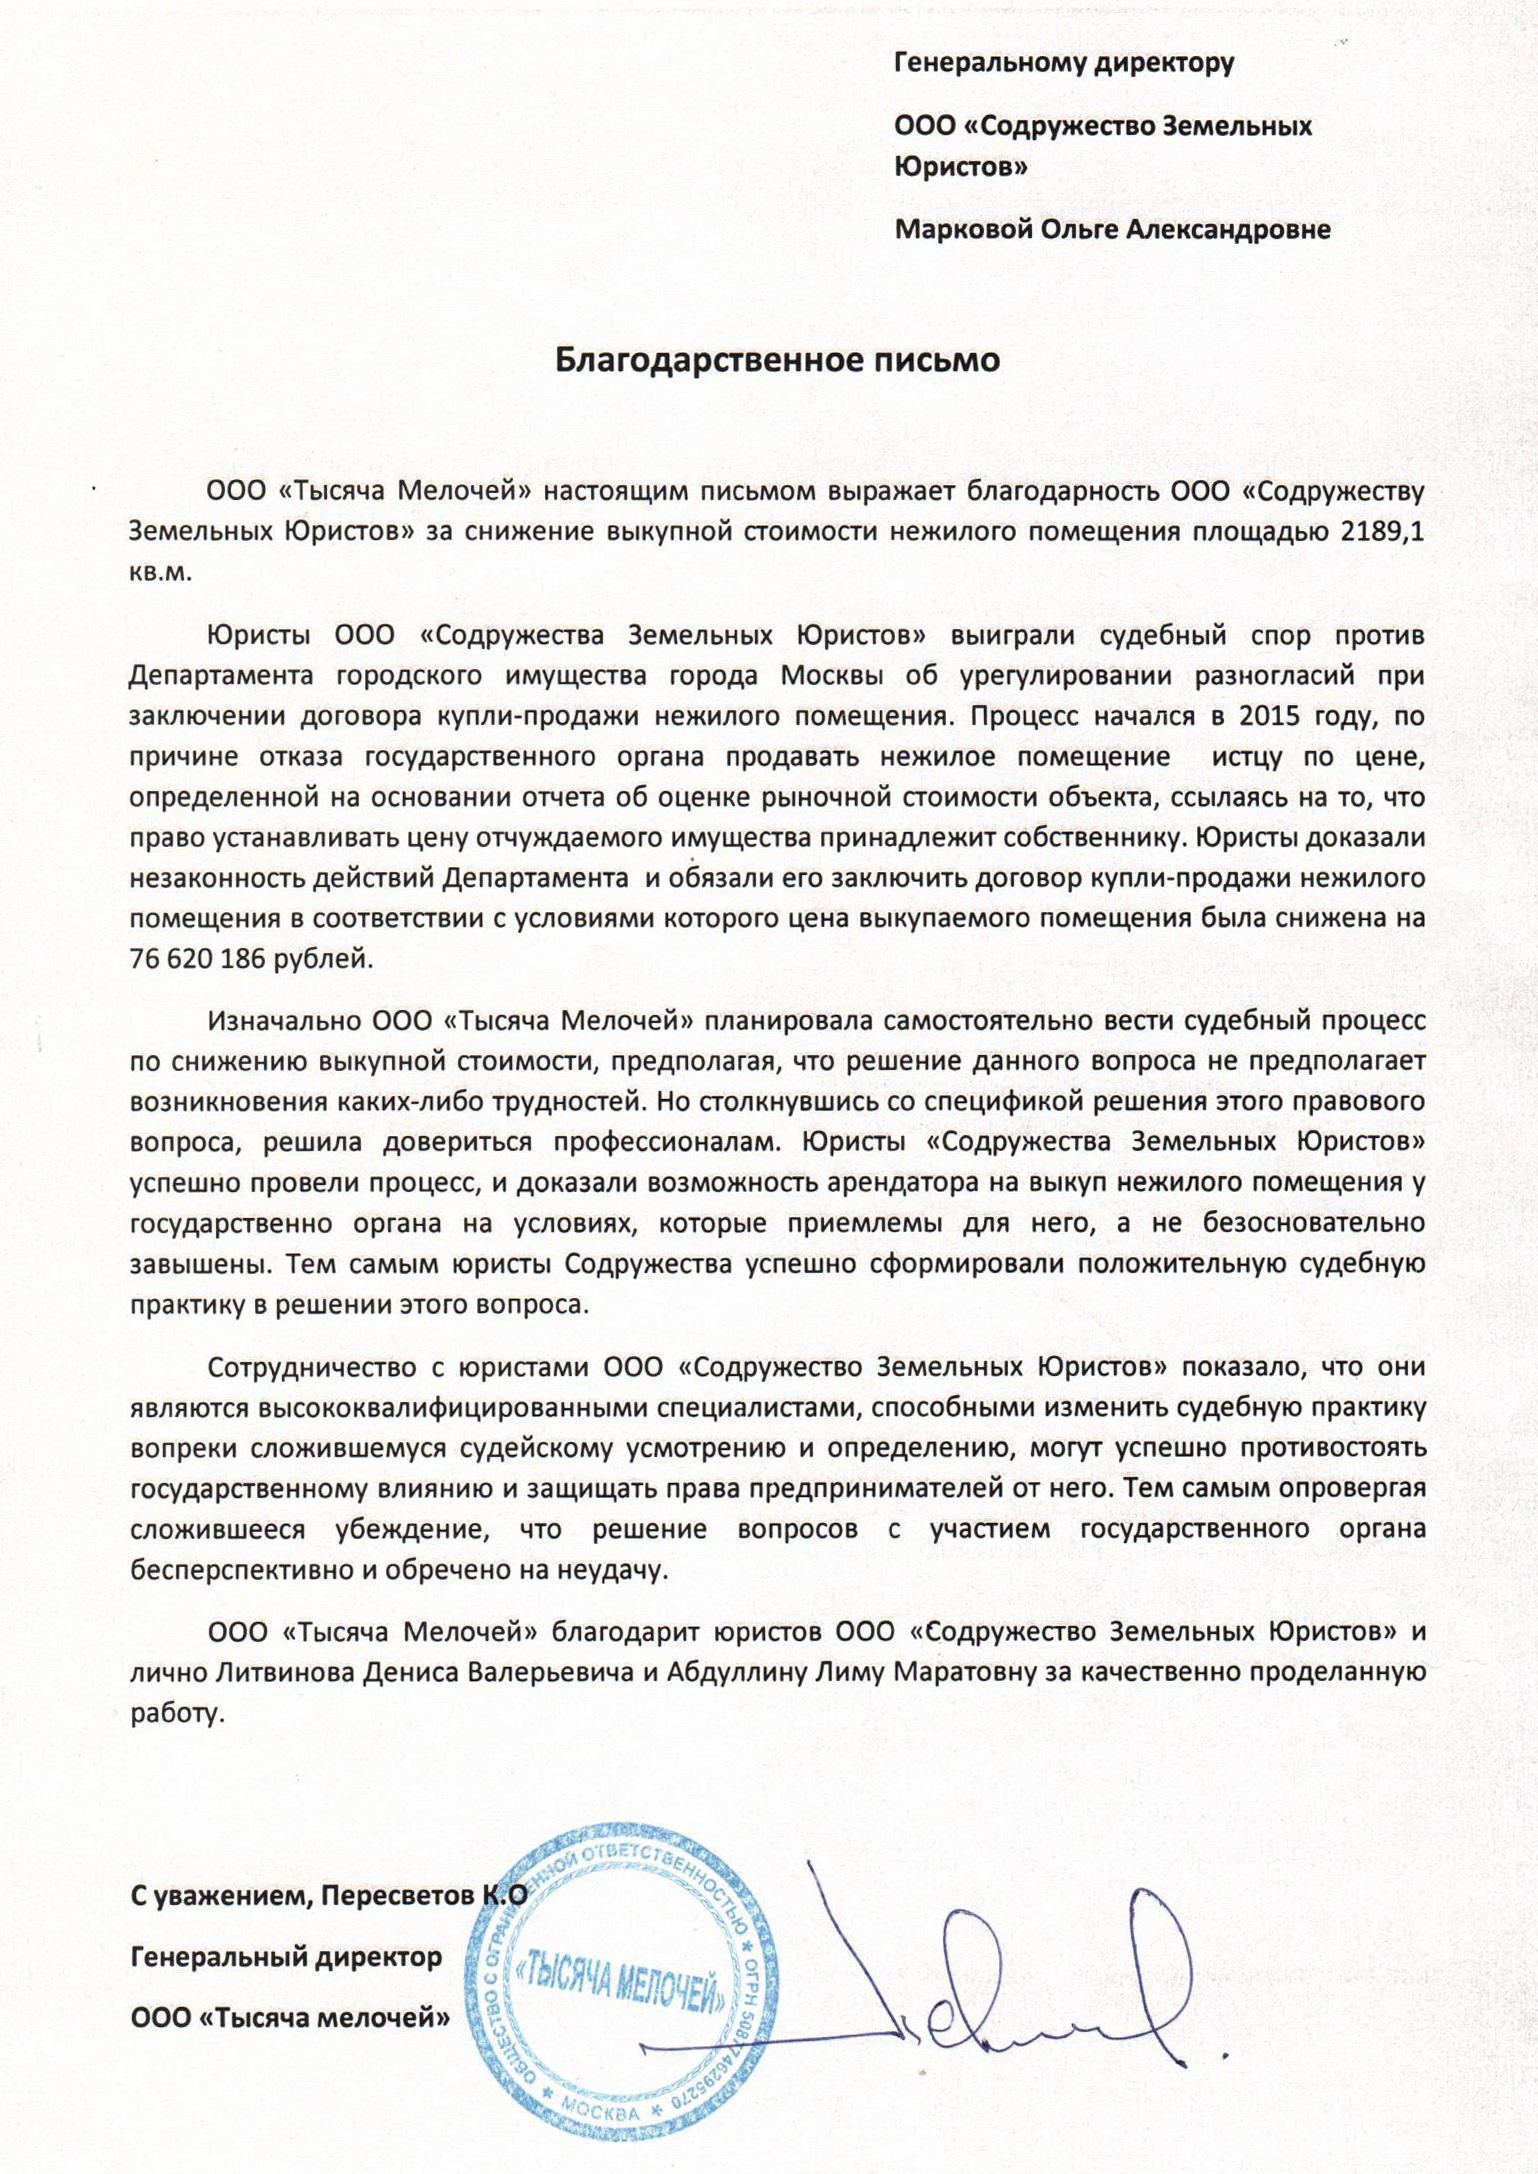 Генеральному директору
ООО «Содружество Земельных
Юристов»
Марковой Ольге Александровне
Благодарственное письмо
ООО «Тысяча Мелочей» настоящим письмом выражает благодарность ООО «Содружеству
Земельных Юристов» за снижение выкупной стоимости нежилого помещения площадью 2189,1
кв.м.
Юристы ООО «Содружества Земельных Юристов» выиграли судебный спор против
Департамента городского имущества города Москвы об урегулировании разногласий при
заключении договора купли-продажи нежилого помещения. Процесс начался в 2015 году, по
причине отказа государственного органа продавать нежилое помещение истцу по цене,
определенной на основании отчета об оценке рыночной стоимости объекта, ссылаясь на то, что
право устанавливать цену отчуждаемого имущества принадлежит собственнику. Юристы доказали
незаконность действий Департамента и обязали его заключить договор купли-продажи нежилого
помещения в соответствии с условиями которого цена выкупаемого помещения была снижена на
76 620 186 рублей.
Изначально ООО «Тысяча Мелочей» планировала самостоятельно вести судебный процесс
по снижению выкупной стоимости, предполагая, что решение данного вопроса не предполагает
возникновения каких-либо трудностей. Но столкнувшись со спецификой решения этого правового
вопроса, решила довериться профессионалам. Юристы «Содружества Земельных Юристов»
успешно провели процесс, и доказали возможность арендатора на выкуп нежилого помещения у
государственно органа на условиях, которые приемлемы для него, а не безосновательно
завышены. Тем самым юристы Содружества успешно сформировали положительную судебную
практику в решении этого вопроса.
Сотрудничество с юристами ООО «Содружество Земельных Юристов» показало, что они
являются высококвалифицированными специалистами, способными изменить судебную практику
вопреки сложившемуся судейскому усмотрению и определению, могут успешно противостоять
государственному влиянию и защищать права предпринимателей от него. Тем самым опровергая
сложившееся убеждение, что решение вопросов с участием государственного органа
бесперспективно и обречено на неудачу.
ООО «Тысяча Мелочей» благодарит юристов ООО «Содружество Земельных Юристов» и
лично Литвинова Дениса Валерьевича и Абдуллину Лиму Маратовну за качественно проделанную
работу.
С уважением, Пересветов К.О
Генеральный директор
ООО «Тысяча мелочей»
ОБЩЕСТВО С ОГРАНИЧЕННОЙ ОТВЕТСТВЕННОСТЬЮ * ОГРН 5087746295270
* МОСКВА *
«ТЫСЯЧА МЕЛОЧЕЙ»